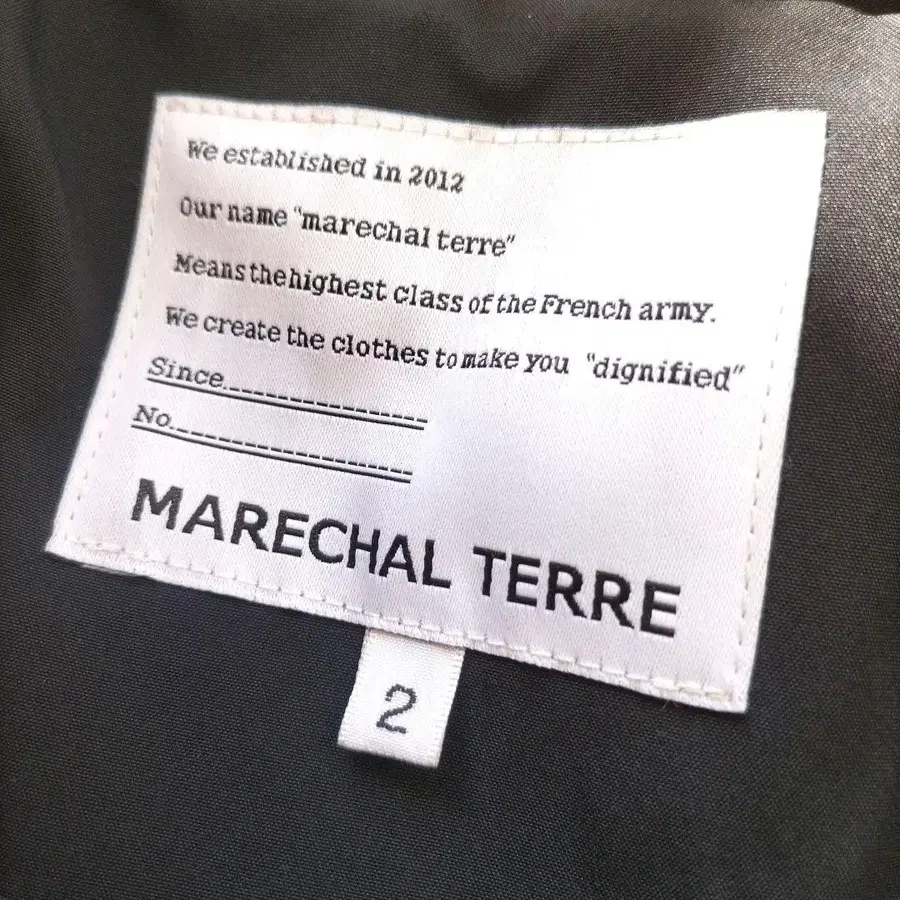 We established in 2012
Our name "marechal terre"
Means the highest class of the French army.
We create the clothes to make you "dignified"
Since
No.
MARECHAL TERRE
2